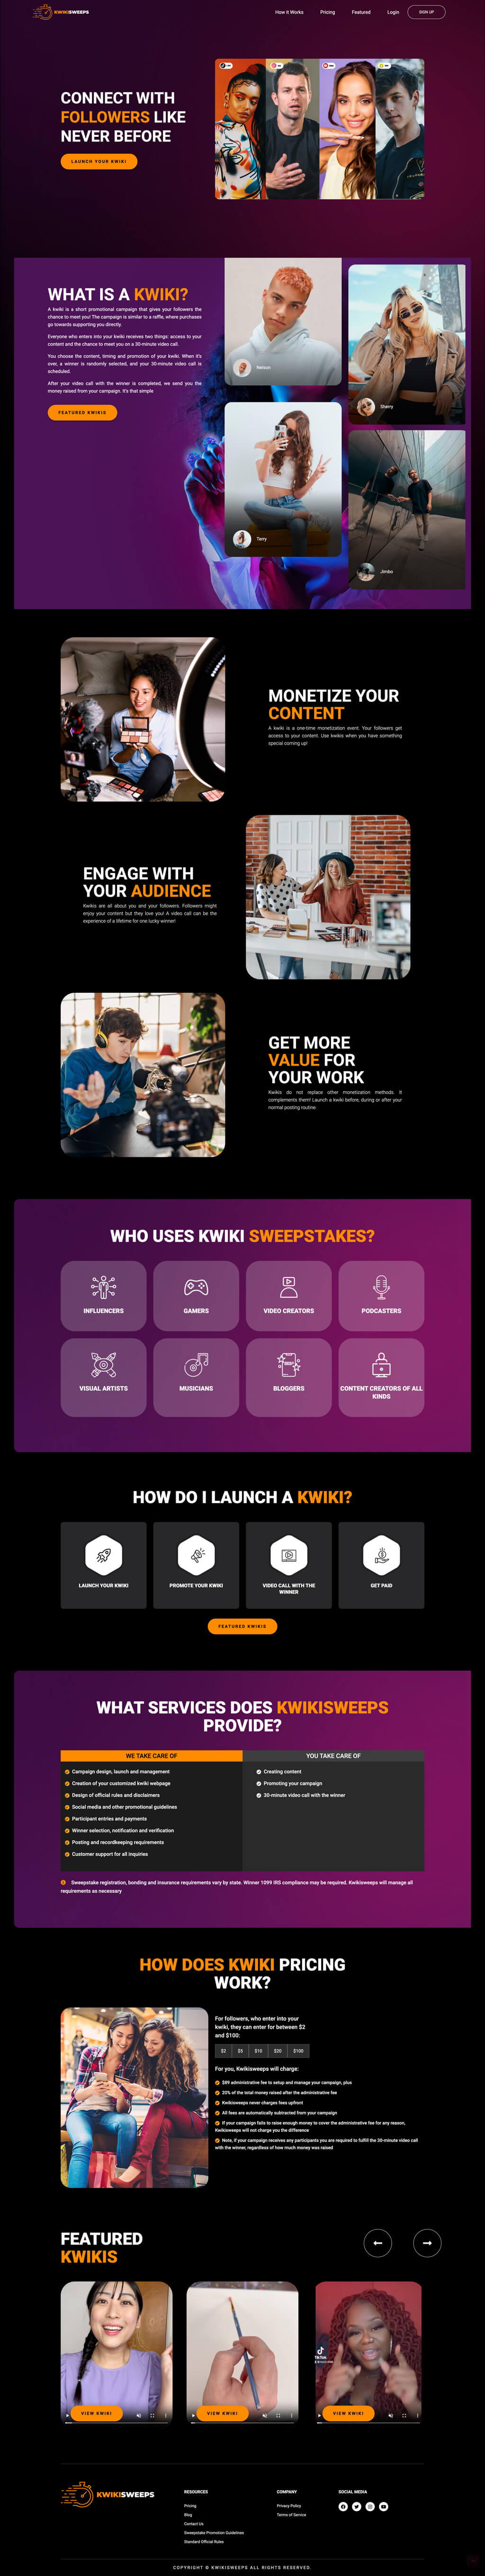 KWIKISWEEPS
How it Works
Pricing
Featured
Login
SIGN UP
CONNECT WITH
FOLLOWERS LIKE
NEVER BEFORE
LAUNCH YOUR KWIKI
WHAT IS A KWIKI?
A kwiki is a short promotional campaign that gives your followers the
chance to meet you! The campaign is similar to a raffle, where purchases
go towards supporting you directly.
Everyone who enters into your kwiki receives two things: access to your
content and the chance to meet you on a 30-minute video call.
You choose the content, timing and promotion of your kwiki. When it's
over, a winner is randomly selected, and your 30-minute video call is
scheduled.
After your video call with the winner is completed, we send you the
money raised from your campaign. It's that simple
FEATURED KWIKIS
Nelson
Sherry
Terry
Jimbo
MONETIZE YOUR
CONTENT
A kwiki is a one-time monetization event. Your followers get
access to your content. Use kwikis when you have something
special coming up!
ENGAGE WITH
YOUR AUDIENCE
Kwikis are all about you and your followers. Followers might
enjoy your content but they love you! A video call can be the
experience of a lifetime for one lucky winner!
GET MORE
VALUE FOR
YOUR WORK
Kwikis do not replace other monetization methods. It
complements them! Launch a kwiki before, during or after your
normal posting routine.
WHO USES KWIKI SWEEPSTAKES?
INFLUENCERS
GAMERS
VIDEO CREATORS
PODCASTERS
VISUAL ARTISTS
MUSICIANS
BLOGGERS
CONTENT CREATORS OF ALL
KINDS
HOW DO I LAUNCH A KWIKI?
LAUNCH YOUR KWIKI
PROMOTE YOUR KWIKI
VIDEO CALL WITH THE
WINNER
GET PAID
FEATURED KWIKIS
WHAT SERVICES DOES KWIKISWEEPS
PROVIDE?
WE TAKE CARE OF
Campaign design, launch and management
Creation of your customized kwiki webpage
Design of official rules and disclaimers
Social media and other promotional guidelines
Participant entries and payments
Winner selection, notification and verification
Posting and recordkeeping requirements
Customer support for all inquiries
YOU TAKE CARE OF
Creating content
Promoting your campaign
30-minute video call with the winner
Sweepstake registration, bonding and insurance requirements vary by state. Winner 1099 IRS compliance may be required. Kwikisweeps will manage all
requirements as necessary
HOW DOES KWIKI PRICING
WORK?
For followers, who enter into your
kwiki, they can enter for between $2
and $100:
$2 $5 $10 $20 $100
For you, Kwikisweeps will charge:
$89 administrative fee to setup and manage your campaign, plus
20% of the total money raised after the administrative fee
Kwikisweeps never charges fees upfront
All fees are automatically subtracted from your campaign
If your campaign fails to raise enough money to cover the administrative fee for any reason,
Kwikisweeps will not charge you the difference
Note, if your campaign receives any participants you are required to fulfill the 30-minute video call
with the winner, regardless of how much money was raised
FEATURED
KWIKIS
TikTok
VIEW KWIKI
VIEW KWIKI
VIEW KWIKI
KWIKISWEEPS
RESOURCES
Pricing
Blog
Contact Us
Sweepstake Promotion Guidelines
Standard Official Rules
COMPANY
Privacy Policy
Terms of Service
SOCIAL MEDIA
COPYRIGHT © KWIKISWEEPS ALL RIGHTS RESERVED.